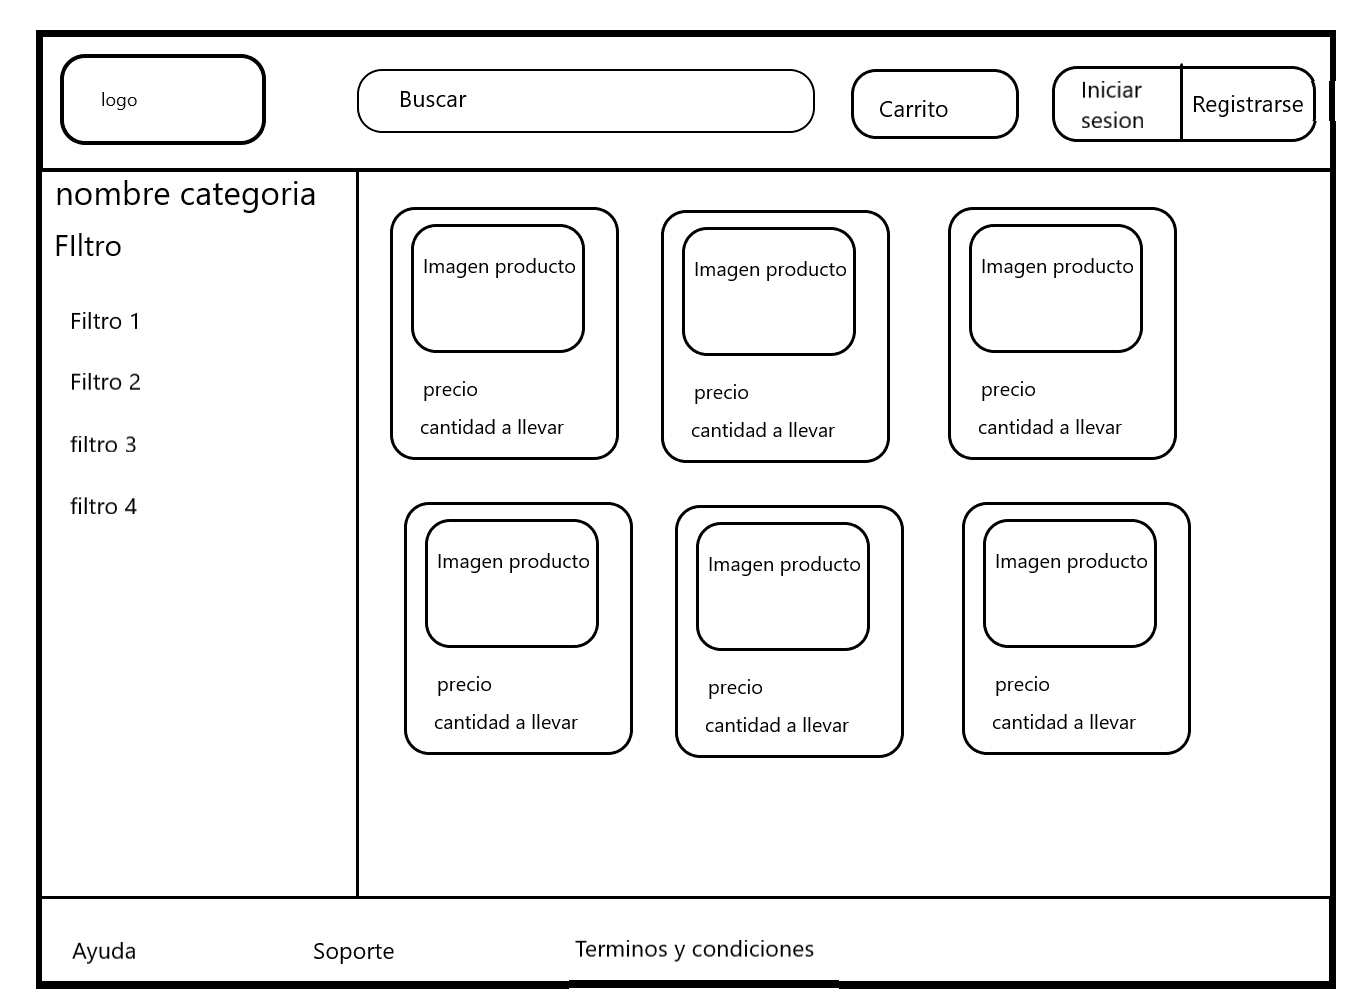 logo
Buscar
Carrito
Iniciar
sesion
Registrarse
nombre categoria
FIltro
Filtro 1
Filtro 2
filtro 3
filtro 4
Imagen producto
precio
cantidad a llevar
Imagen producto
precio
cantidad a llevar
Imagen producto
precio
cantidad a llevar
Imagen producto
precio
cantidad a llevar
Imagen producto
precio
cantidad a llevar
Imagen producto
precio
cantidad a llevar
Ayuda
Soporte
Terminos y condiciones